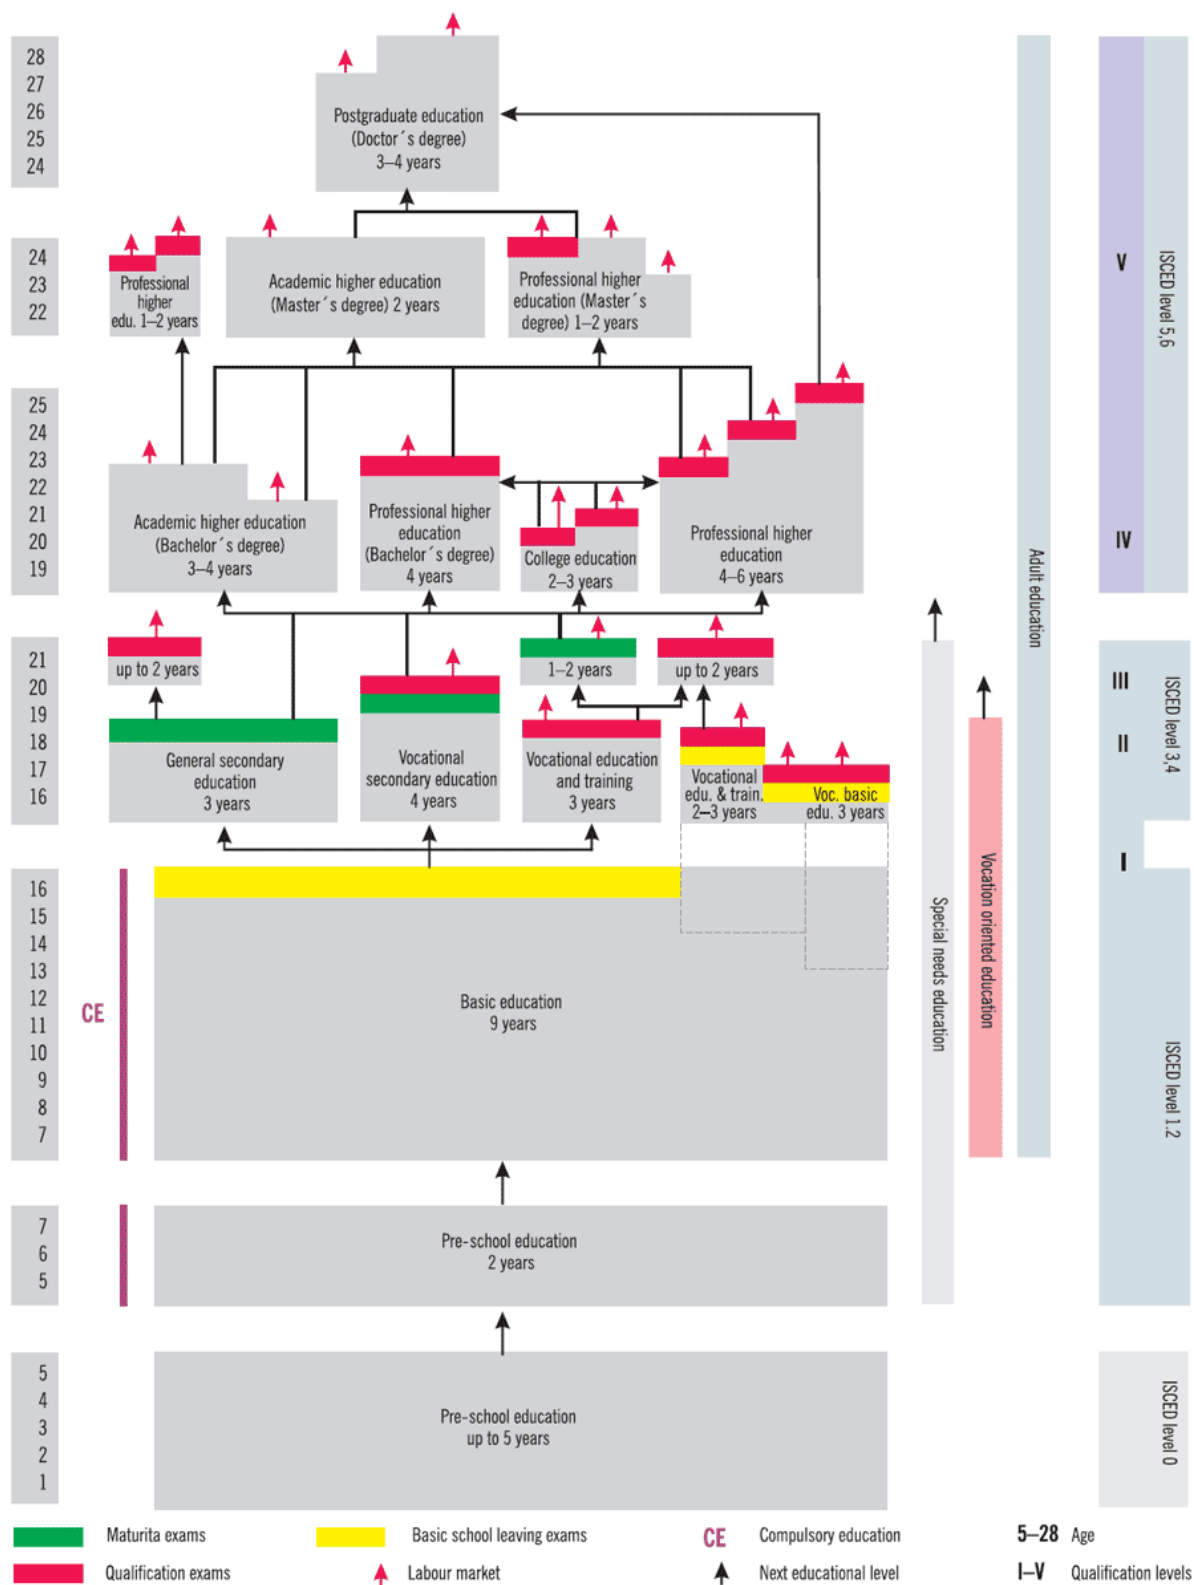 28
27
26
25
24
Postgraduate education
(Doctor´s degree)
3–4 years
24
23
22
Professional
higher
edu. 1–2 years
Academic higher education
(Master´s degree) 2 years
Professional higher
education (Master´s
degree) 1–2 years
V
ISCED level 5,6
25
24
23
22
21
20
19
Academic higher education
(Bachelor´s degree)
3–4 years
Professional higher
education
(Bachelor´s degree)
4 years
College education
2–3 years
Professional higher
education
4–6 years
IV
Adult education
21
20
19
18
17
16
up to 2 years
1–2 years
up to 2 years
General secondary
education
3 years
Vocational
secondary education
4 years
Vocational education
and training
3 years
Vocational
edu. & train.
2–3 years
Voc. basic
edu. 3 years
III
II
ISCED level 3,4
I
16
15
14
13
12
11
10
9
8
7
CE
Basic education
9 years
Special needs education
Vocation oriented education
ISCED level 1.2
7
6
5
Pre-school education
2 years
5
4
3
2
1
Pre-school education
up to 5 years
ISCED level 0
Maturita exams
Basic school leaving exams
CE Compulsory education
5–28 Age
Qualification exams
Labour market
Next educational level
I–V Qualification levels